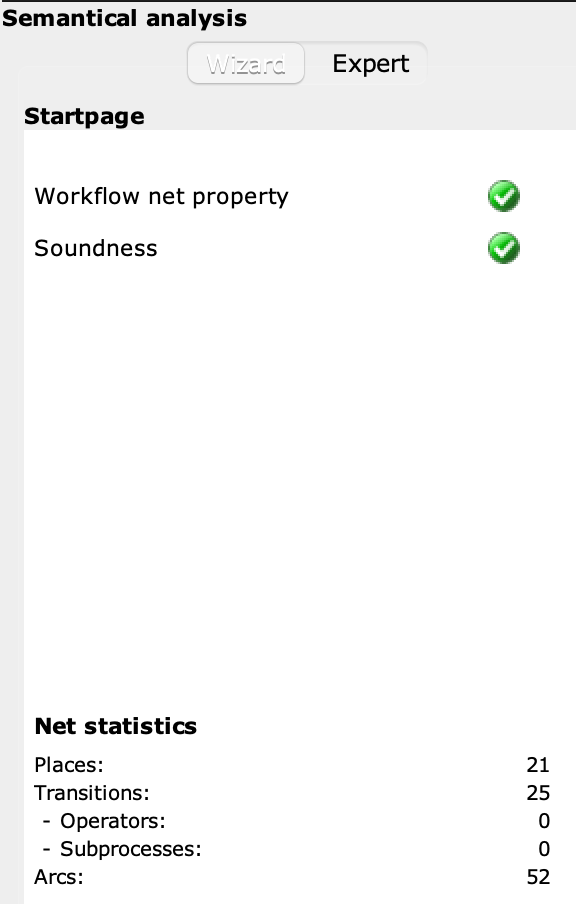 Semantical analysis
Wizard Expert
Startpage
Workflow net property
Soundness
Net statistics
Places: 21
Transitions: 25
- Operators: 0
- Subprocesses: 0
Arcs: 52